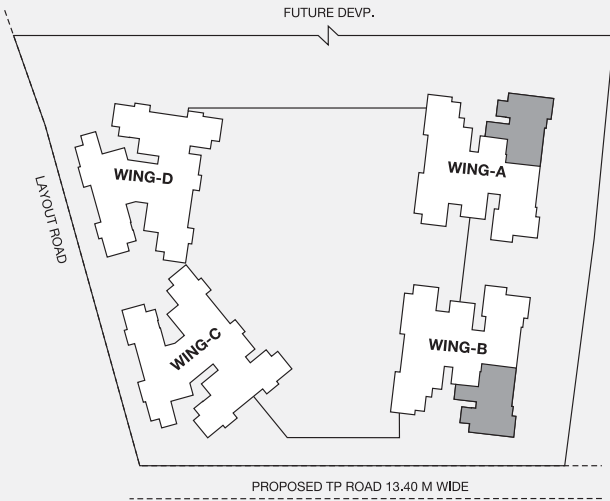 FUTURE DEVP.
WING-D
WING-A
LAYOUT ROAD
WING-C
WING-B
PROPOSED TP ROAD 13.40 M WIDE